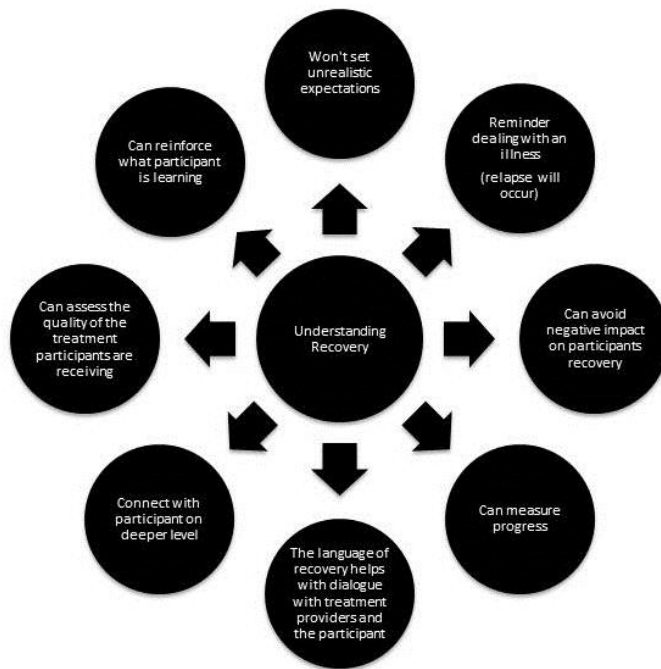 Won't set
unrealistic
expectations
Reminder
dealing with an
illness
(relapse will
occur)
Can avoid
negative impact
on participants
recovery
Can measure
progress
The language of
recovery helps
with dialogue
with treatment
providers and
the participant
Connect with
participant on
deeper level
Can assess the
quality of the
treatment
participants are
receiving
Can reinforce
what participant
is learning
Understanding
Recovery